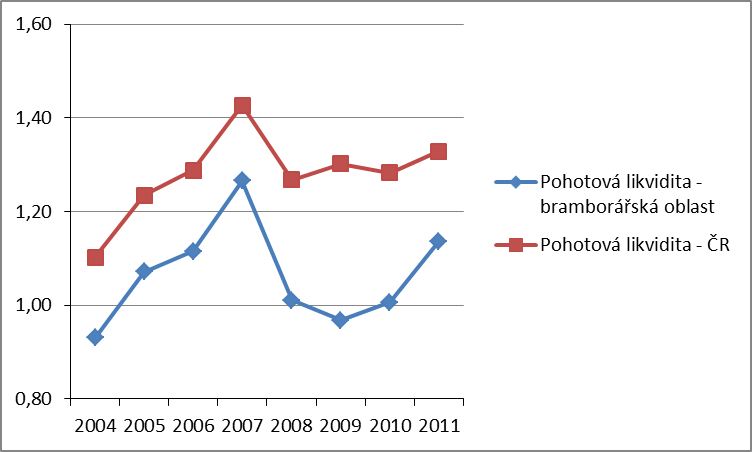 1,60
1,40
1,20
1,00
0,80
2004 2005 2006 2007 2008 2009 2010 2011
Pohotová likvidita -
bramborářská oblast
Pohotová likvidita - ČR